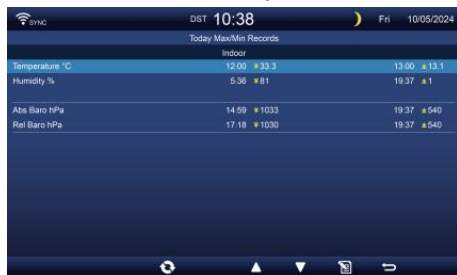 SYNC DST 10:38 Fri 10/05/2024
Today Max/Min Records
Indoor
Temperature °C 12:00 33.3 13:00 13.1
Humidity % 5:36 81 19:37 1
Abs Baro hPa 14:59 1033 19:37 540
Rel Baro hPa 17:18 1030 19:37 540